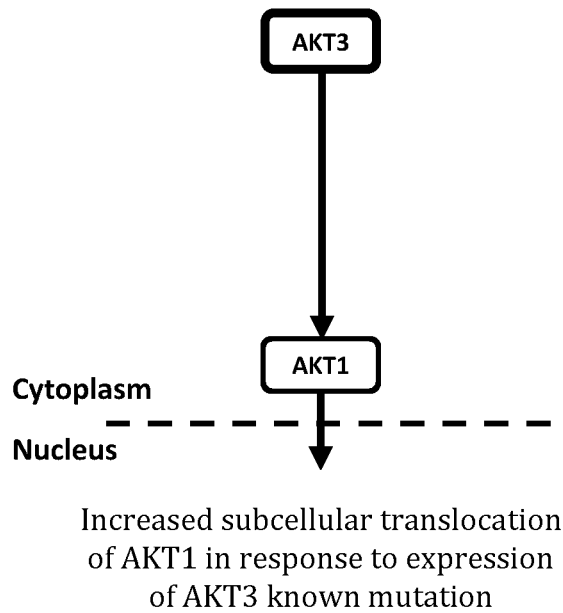 AKT3
AKT1
Cytoplasm
Nucleus
Increased subcellular translocation
of AKT1 in response to expression
of AKT3 known mutation